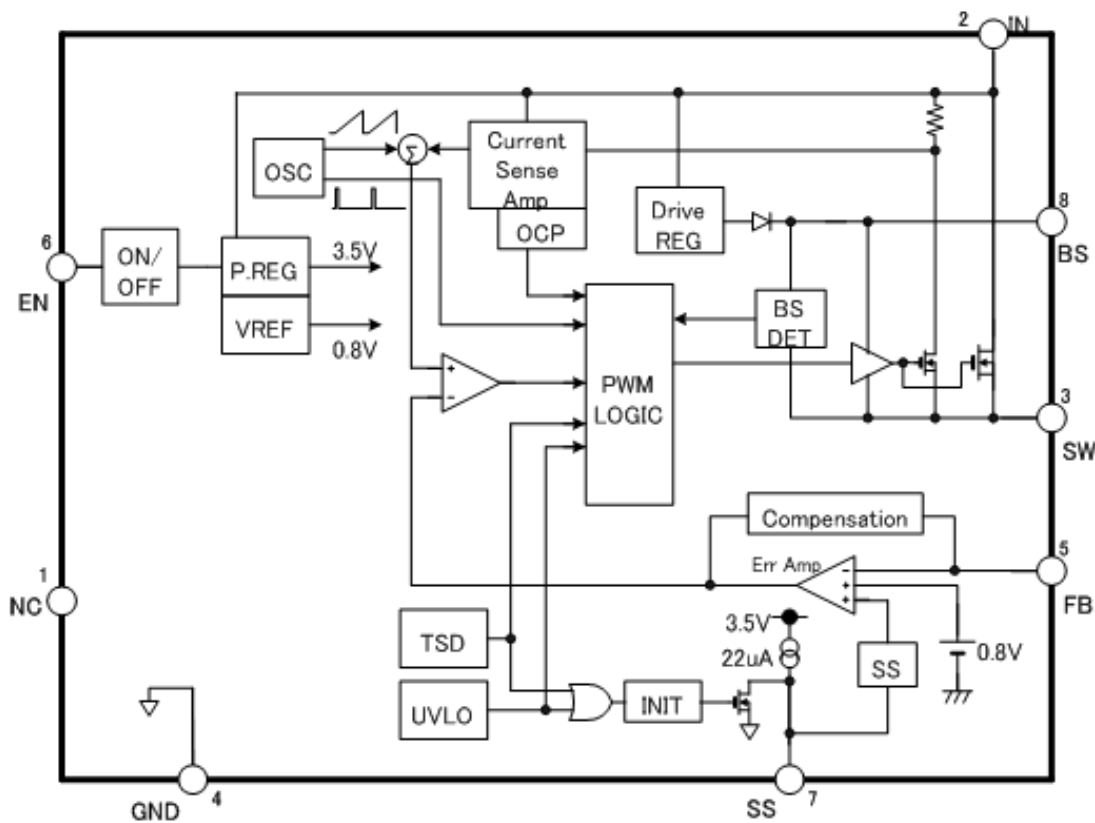 2
IN
OSC
Σ
Current
Sense
Amp
OCP
Drive
REG
8
BS
6
EN
ON/
OFF
P.REG
3.5V
VREF
0.8V
BS
DET
PWM
LOGIC
3
SW
Compensation
5
FB
Err Amp
1
NC
TSD
3.5V
22uA
SS
0.8V
UVLO
INIT
GND
4
SS
7